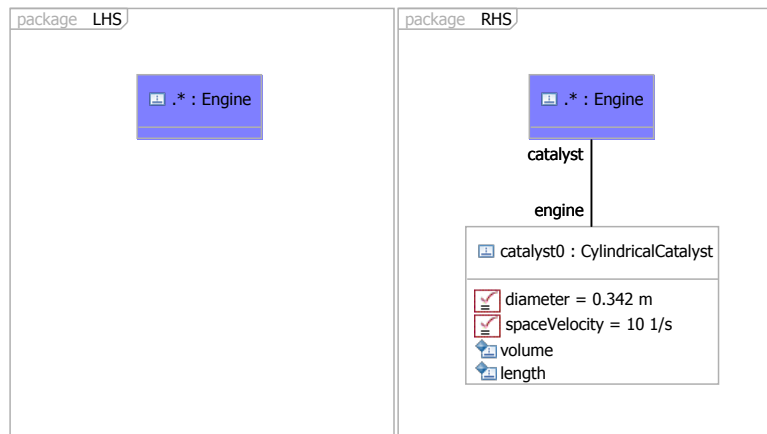 package LHS
.* : Engine
package RHS
.* : Engine
catalyst
engine
catalyst0 : CylindricalCatalyst
diameter = 0.342 m
spaceVelocity = 10 1/s
volume
length